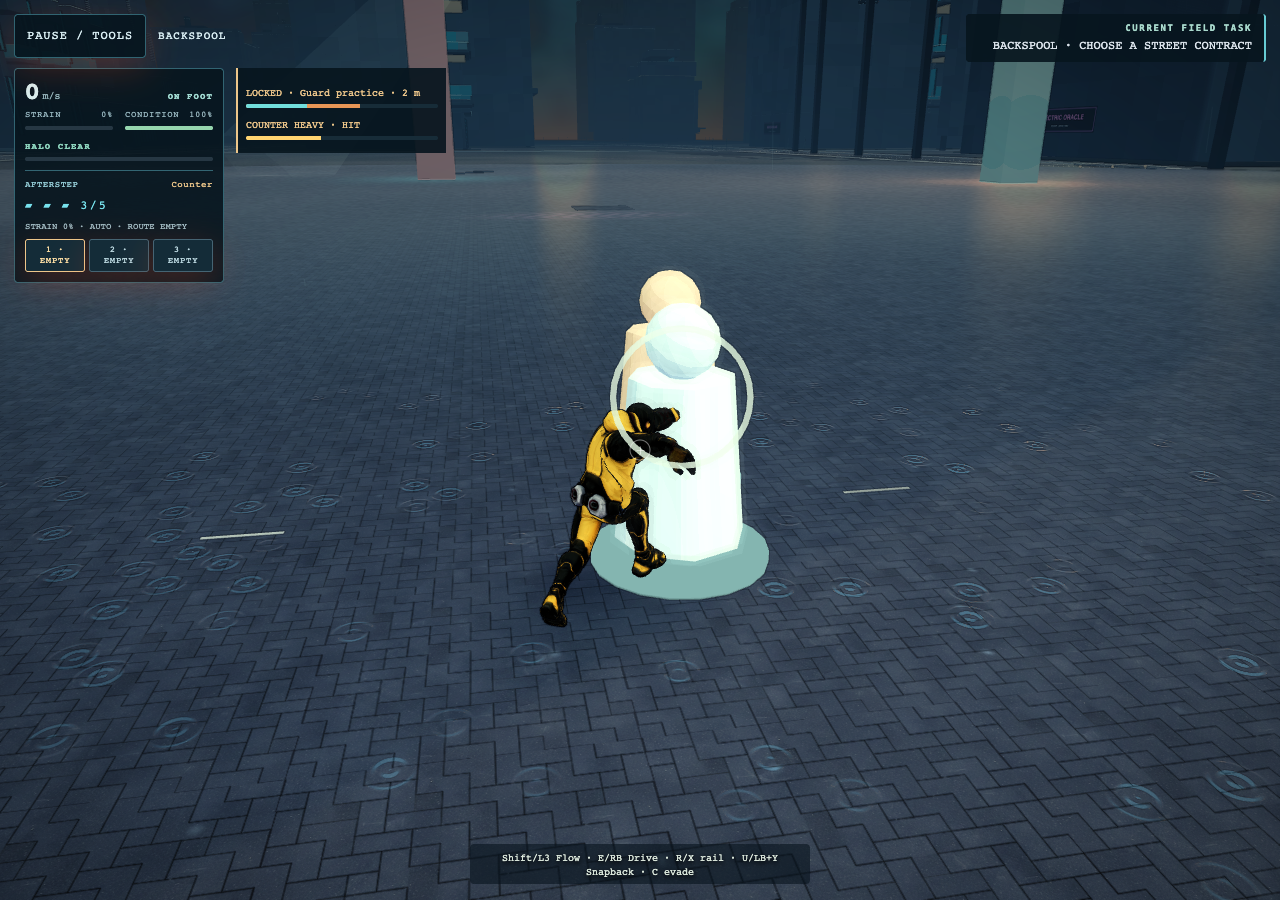 PAUSE / TOOLS
BACKSPOOL
CURRENT FIELD TASK
BACKSPOOL · CHOOSE A STREET CONTRACT
0 m/s
ON FOOT
STRAIN 0%
CONDITION 100%
HALO CLEAR
AFTERSTEP
Counter
3/5
STRAIN 0% · AUTO · ROUTE EMPTY
1 ·
EMPTY
2 ·
EMPTY
3 ·
EMPTY
LOCKED · Guard practice · 2 m
COUNTER HEAVY · HIT
ORACLE
Shift/L3 Flow · E/RB Drive · R/X rail · U/LB+Y
Snapback · C evade